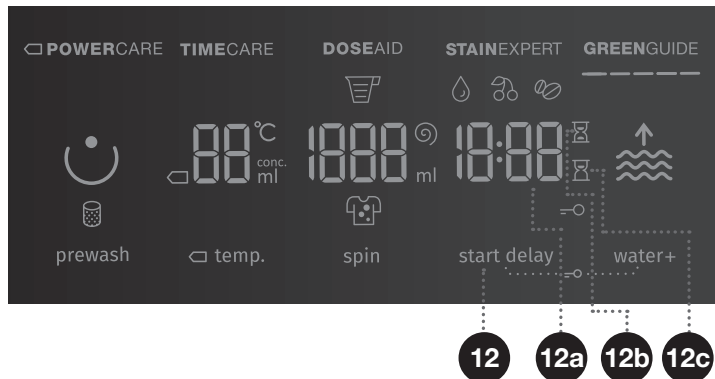 POWERCARE TIMECARE DOSEAID STAINEXPERT GREENGUIDE
88 °C 1888 18:88
conc.
ml ml
prewash temp. spin start delay water+
12 12a 12b 12c